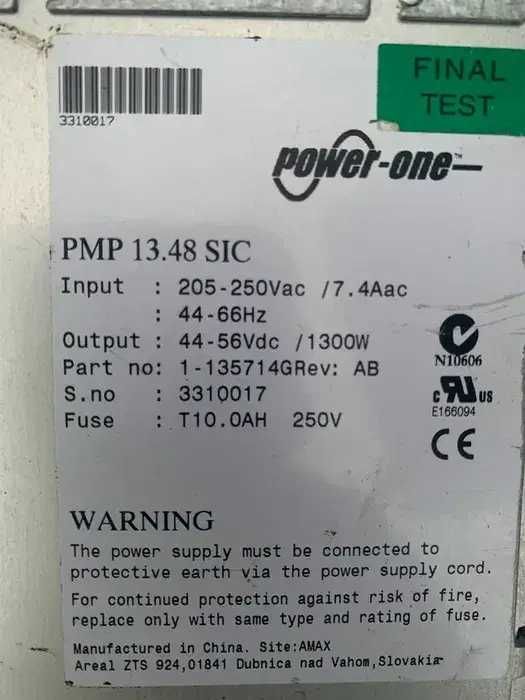 FINAL
TEST
3310017
power-one™
PMP 13.48 SIC
Input : 205-250Vac /7.4Aac
: 44-66Hz
Output : 44-56Vdc /1300W
Part no: 1-135714GRev: AB
S.no : 3310017
Fuse : T10.0AH 250V
N10606
c RU US
E166094
CE
WARNING
The power supply must be connected to
protective earth via the power supply cord.
For continued protection against risk of fire,
replace only with same type and rating of fuse.
Manufactured in China. Site:AMAX
Areal ZTS 924,01841 Dubnica nad Vahom,Slovakia